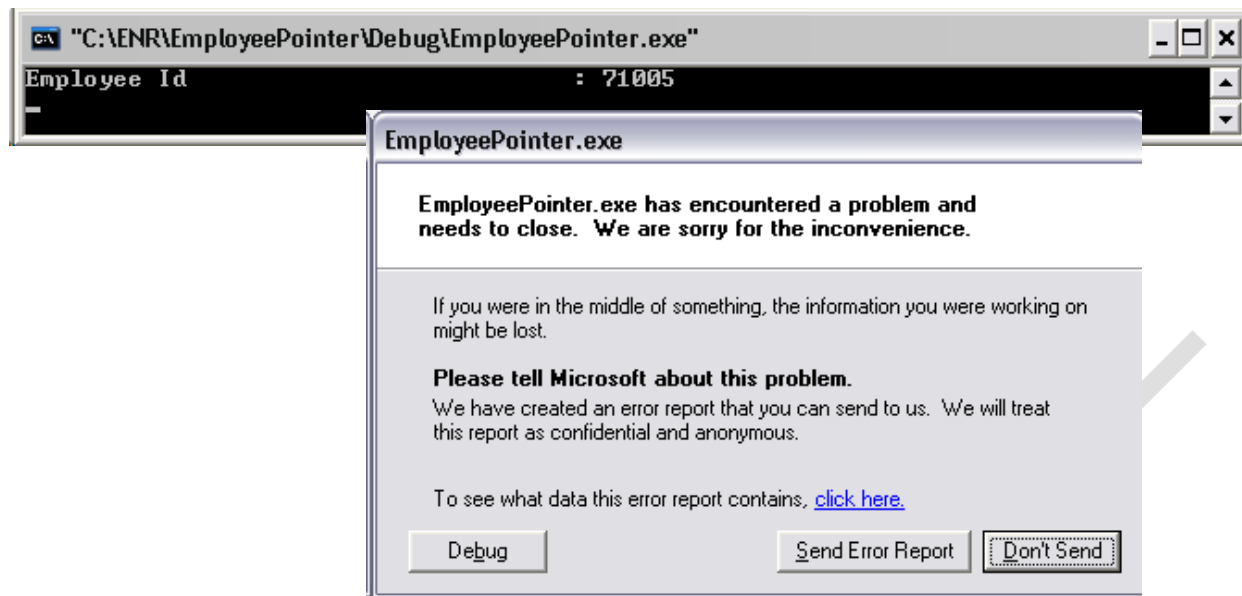 "C:\ENR\EmployeePointer\Debug\EmployeePointer.exe"
Employee Id : 71005
EmployeePointer.exe
EmployeePointer.exe has encountered a problem and
needs to close. We are sorry for the inconvenience.
If you were in the middle of something, the information you were working on
might be lost.
Please tell Microsoft about this problem.
We have created an error report that you can send to us. We will treat
this report as confidential and anonymous.
To see what data this error report contains, click here.
Debug Send Error Report Don't Send